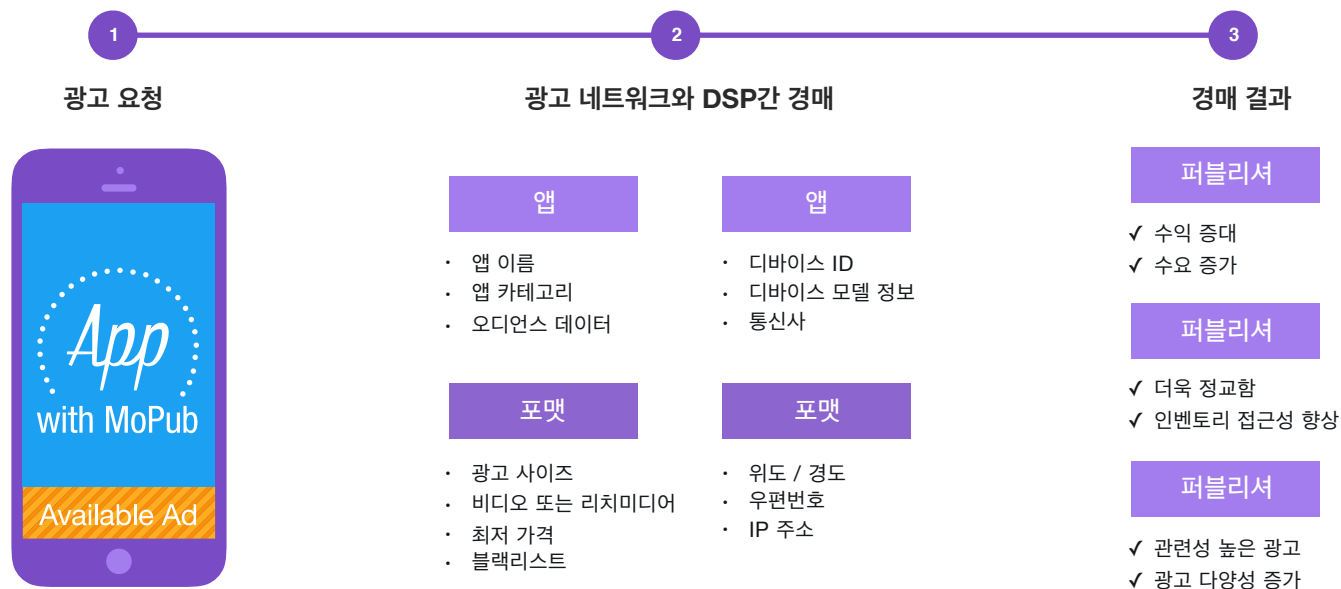 1
2
3
광고 요청
광고 네트워크와 DSP간 경매
경매 결과
App
with MoPub
Available Ad
앱
· 앱 이름
· 앱 카테고리
· 오디언스 데이터
앱
· 디바이스 ID
· 디바이스 모델 정보
· 통신사
포맷
· 광고 사이즈
· 비디오 또는 리치미디어
· 최저 가격
· 블랙리스트
포맷
· 위도 / 경도
· 우편번호
· IP 주소
퍼블리셔
✓ 수익 증대
✓ 수요 증가
퍼블리셔
✓ 더욱 정교함
✓ 인벤토리 접근성 향상
퍼블리셔
✓ 관련성 높은 광고
✓ 광고 다양성 증가